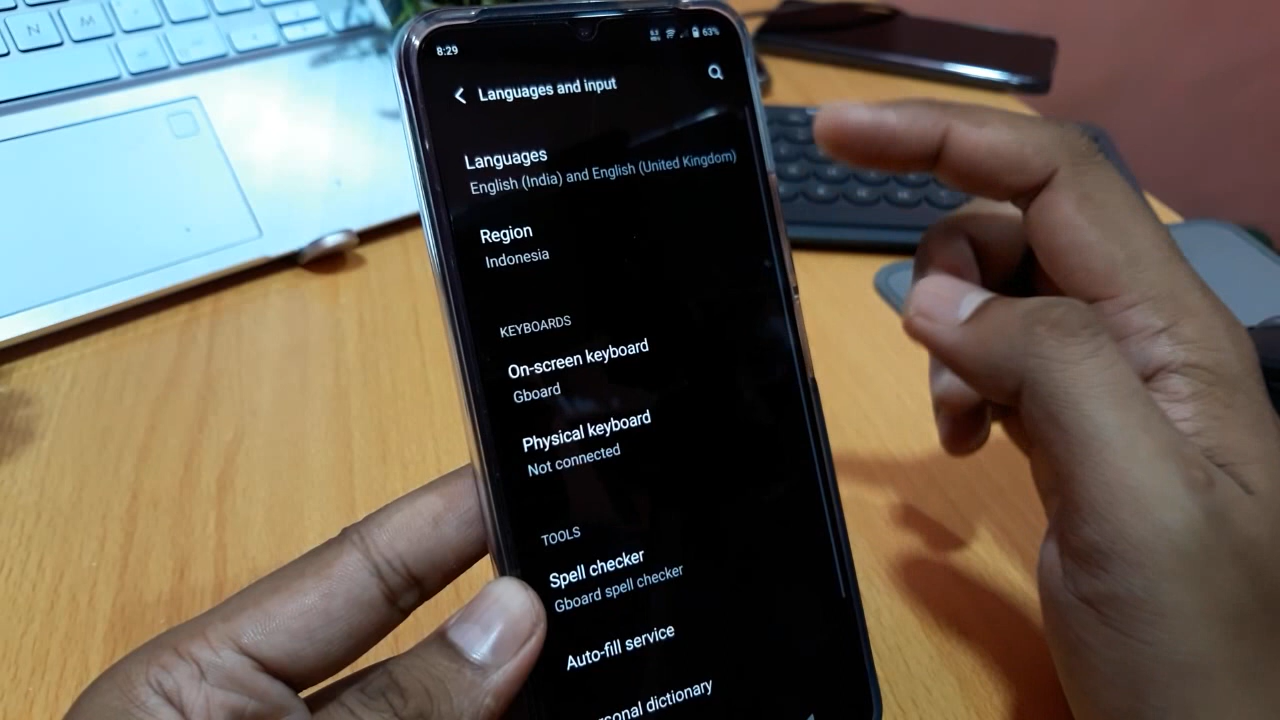 8:29
63%
Languages and input
Languages
English (India) and English (United Kingdom)
Region
Indonesia
KEYBOARDS
On-screen keyboard
Gboard
Physical keyboard
Not connected
TOOLS
Spell checker
Gboard spell checker
Auto-fill service
sonal dictionary
N
M